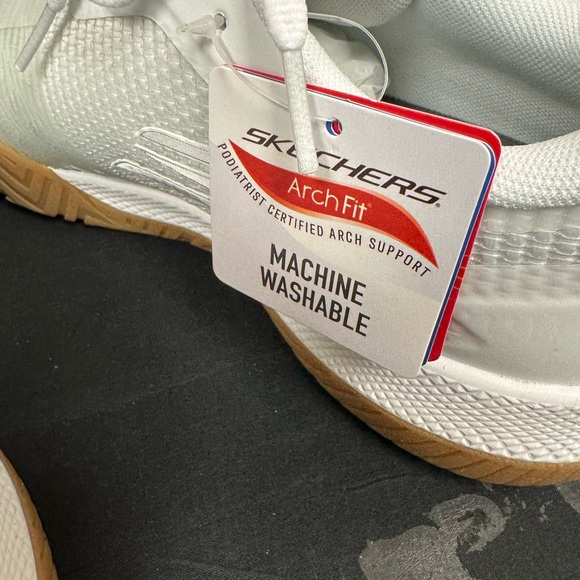 SKECHERS
Arch Fit
PODIATRIST CERTIFIED ARCH SUPPORT
MACHINE
WASHABLE